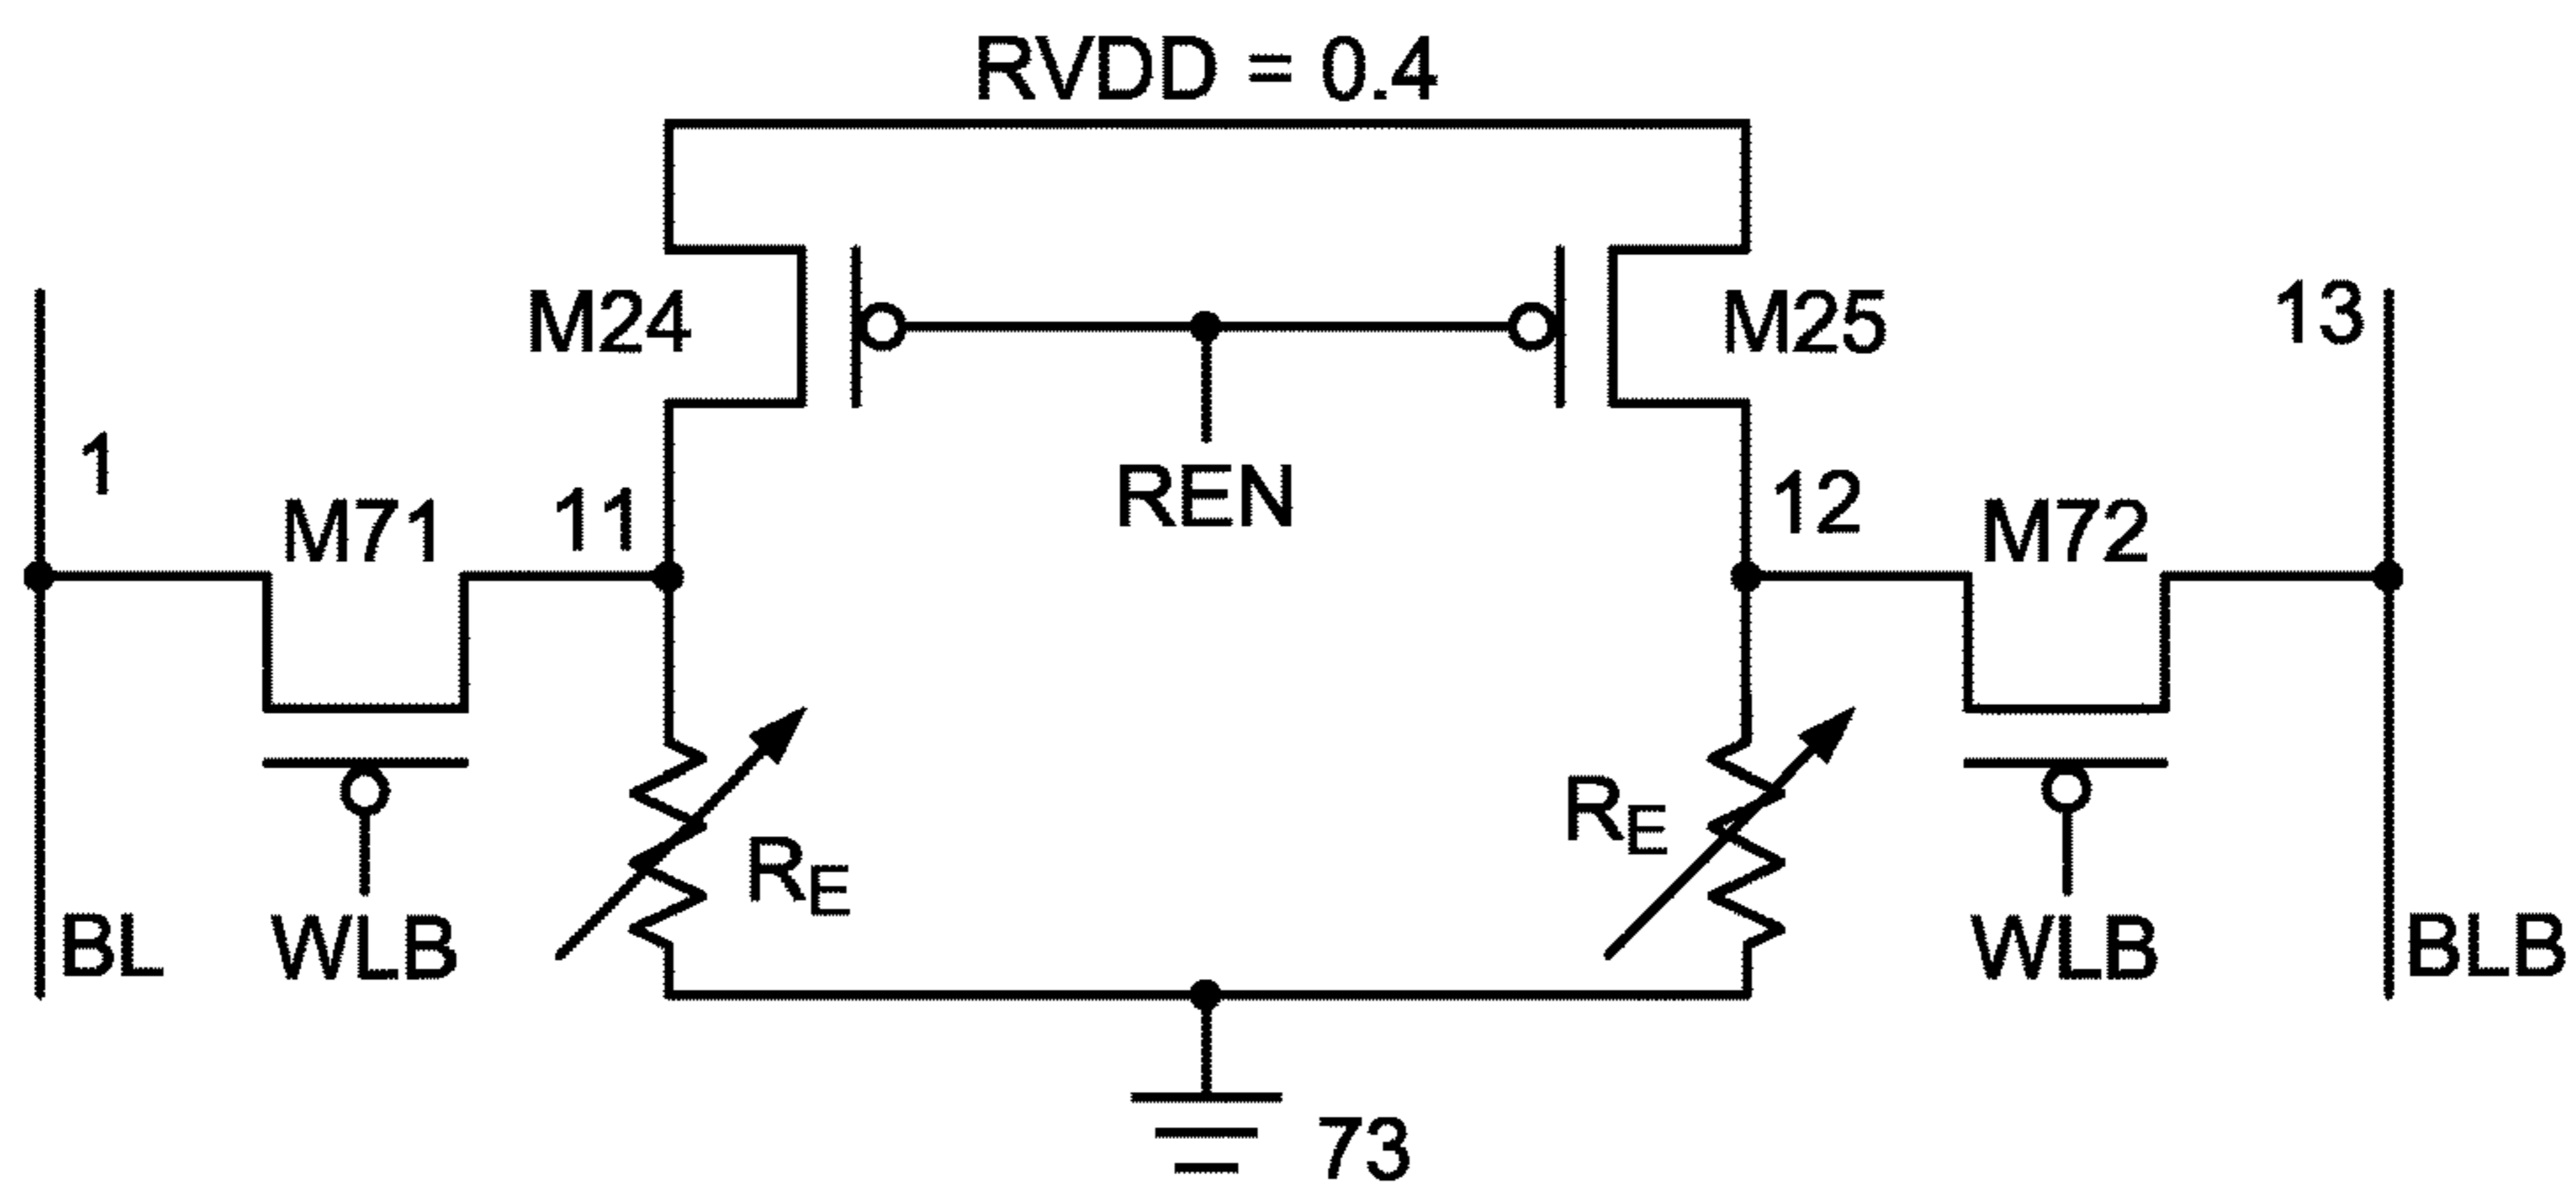 RVDD = 0.4
M24
M25
13
1
REN
M71
11
12
M72
RE
RE
BL
WLB
WLB
BLB
73